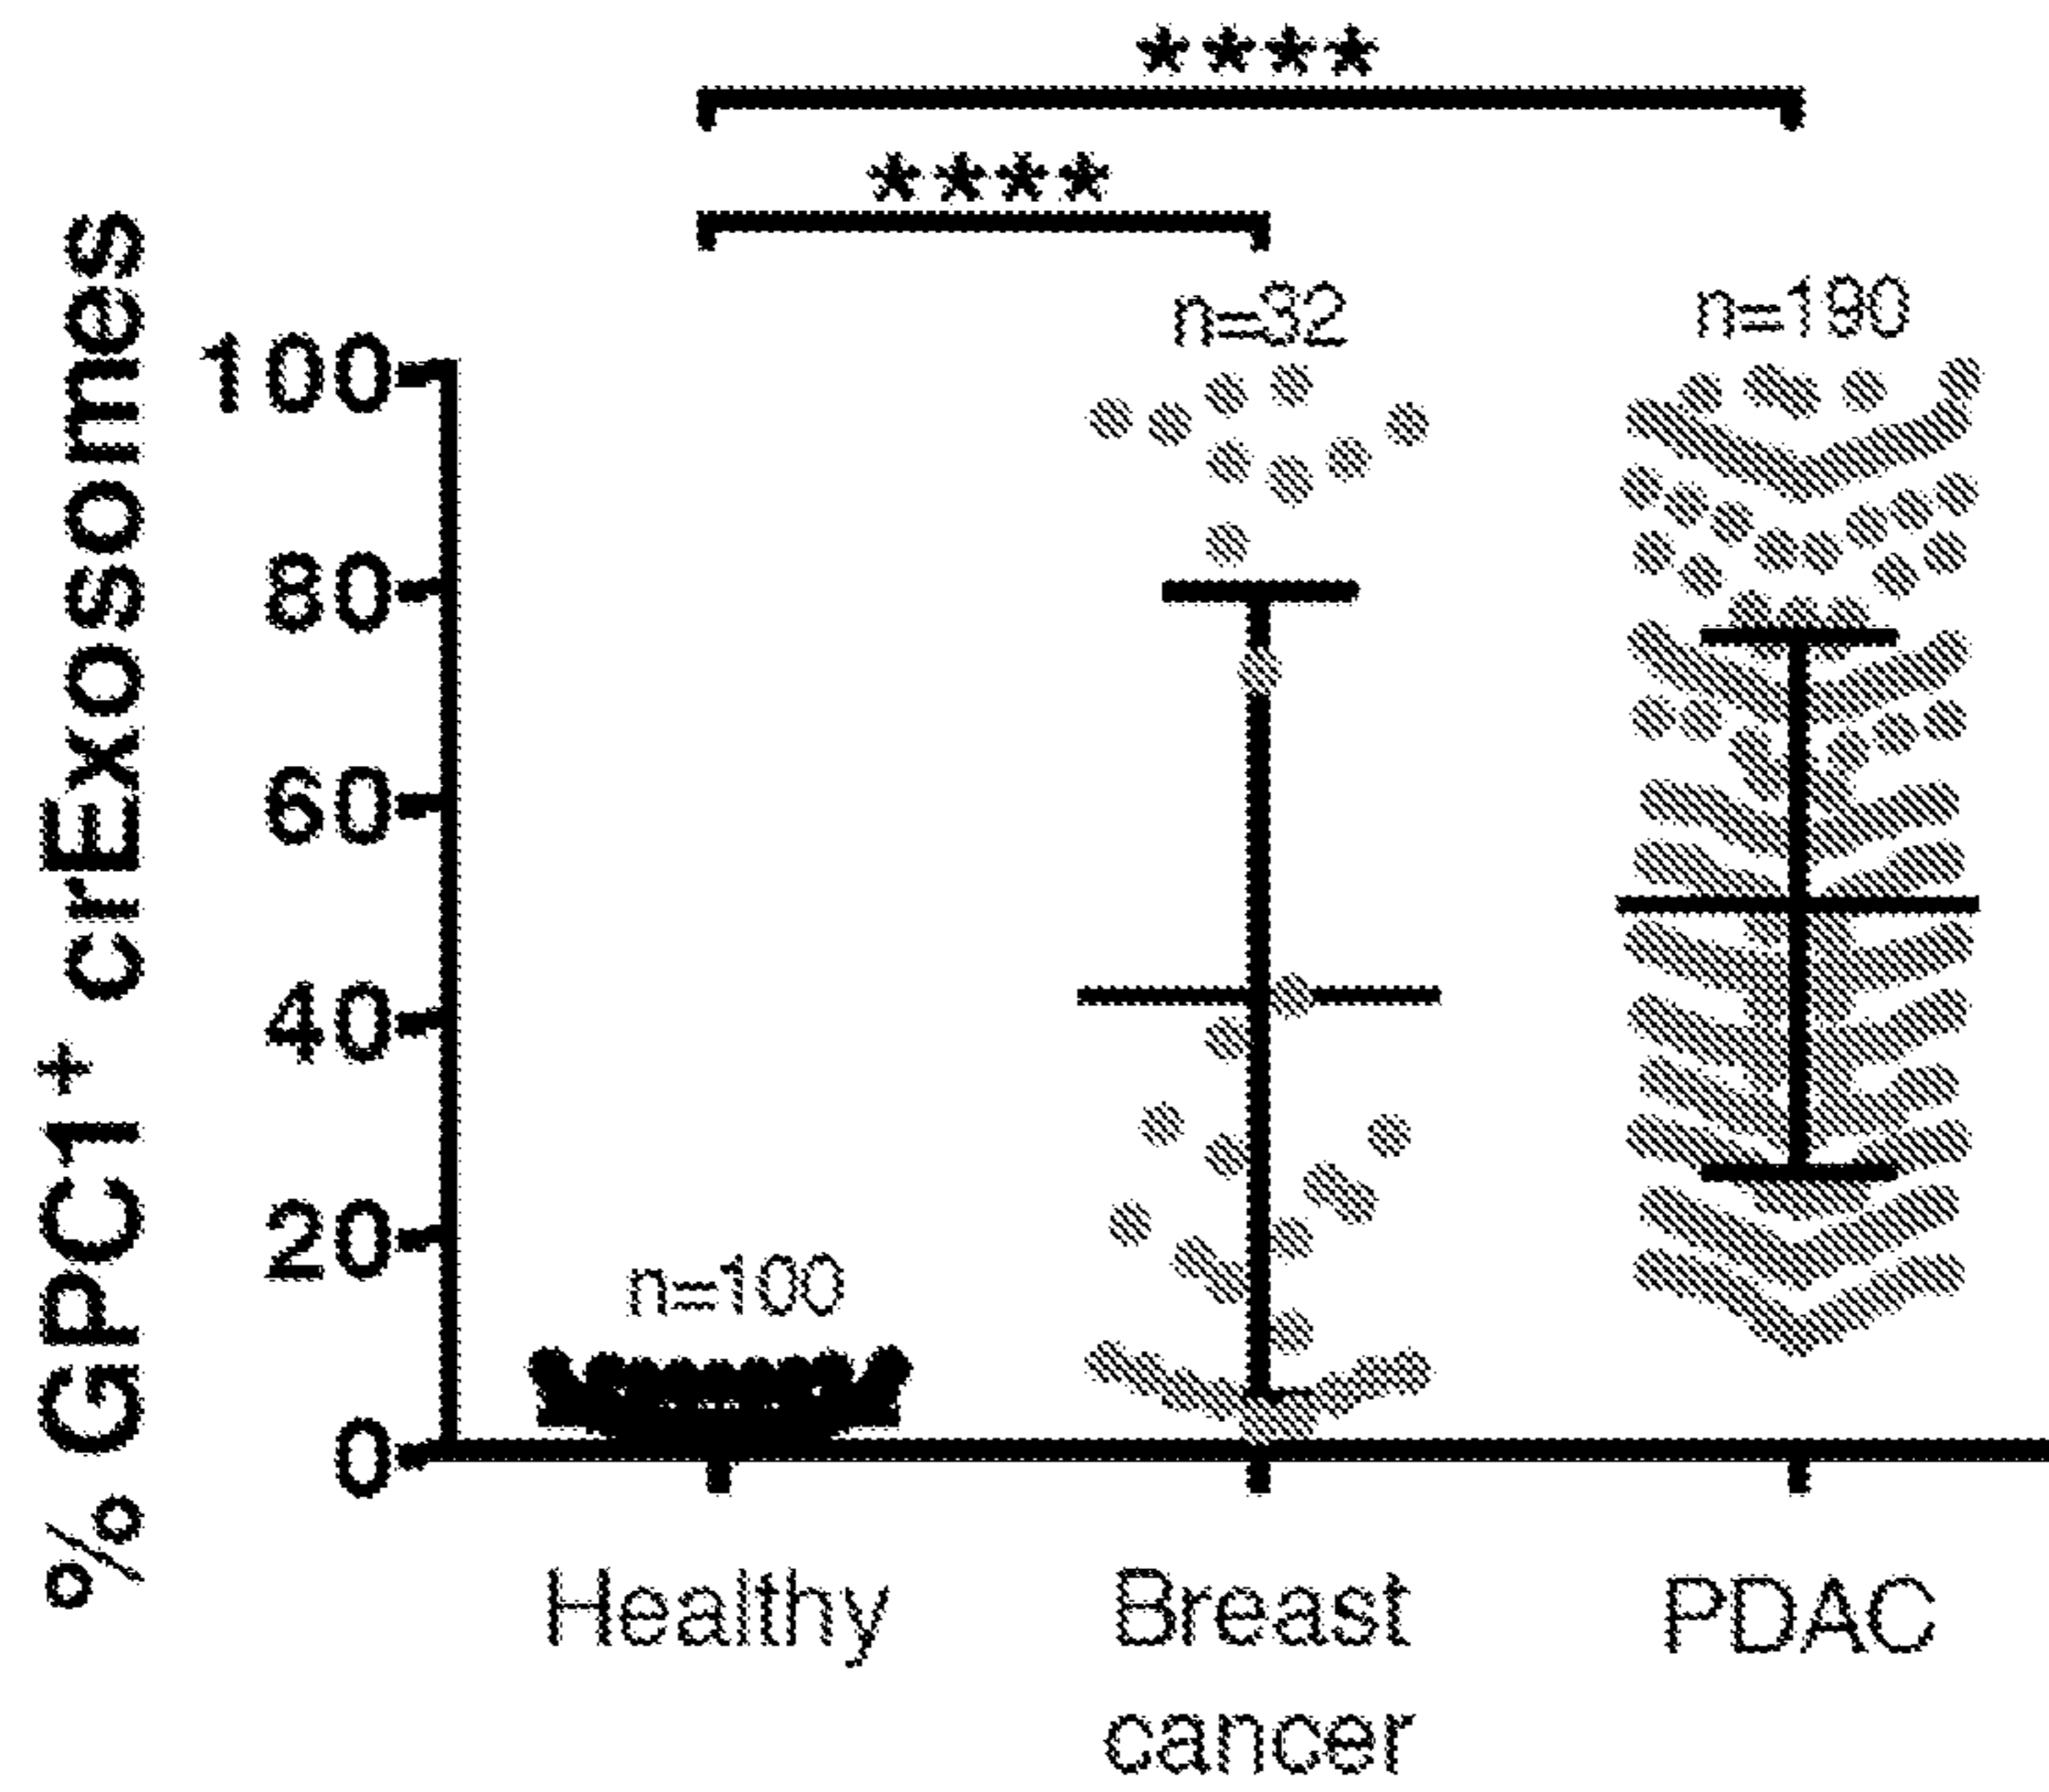 ****
****
% GPC1+ crExosomes
n=32
n=190
100
80
60
40
20
0
n=100
Healthy
Breast
cancer
PDAC